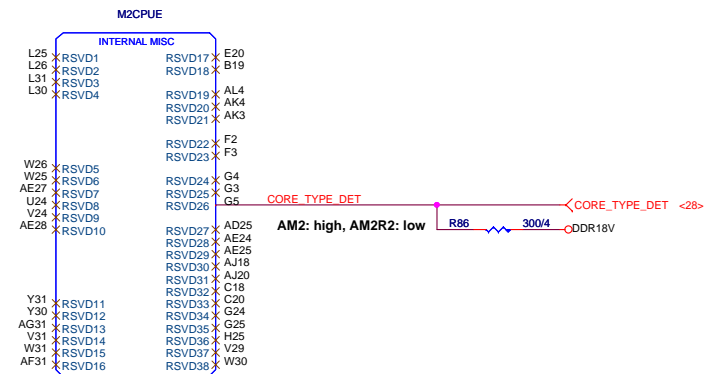 M2CPUE
INTERNAL MISC
L25 RSVD1 RSVD17 E20
L26 RSVD2 RSVD18 B19
L31 RSVD3
L30 RSVD4 RSVD19 AL4
RSVD20 AK4
RSVD21 AK3
RSVD22 F2
RSVD23 F3
W26 RSVD5
W25 RSVD6 RSVD24 G4
AE27 RSVD7 RSVD25 G3
U24 RSVD8 RSVD26 G5 CORE_TYPE_DET CORE_TYPE_DET <28>
V24 RSVD9
AE28 RSVD10 RSVD27 AD25 AM2: high, AM2R2: low R86 300/4 DDR18V
RSVD28 AE24
RSVD29 AE25
RSVD30 AJ18
RSVD31 AJ20
RSVD32 C18
Y31 RSVD11 RSVD33 C20
Y30 RSVD12 RSVD34 G24
AG31 RSVD13 RSVD35 G25
V31 RSVD14 RSVD36 H25
W31 RSVD15 RSVD37 V29
AF31 RSVD16 RSVD38 W30